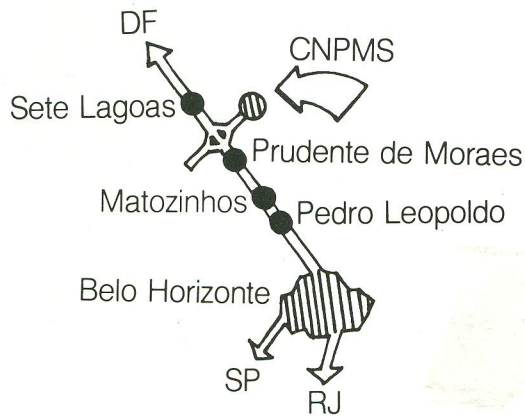 DF
CNPMS
Sete Lagoas
Prudente de Moraes
Matozinhos
Pedro Leopoldo
Belo Horizonte
SP
RJ